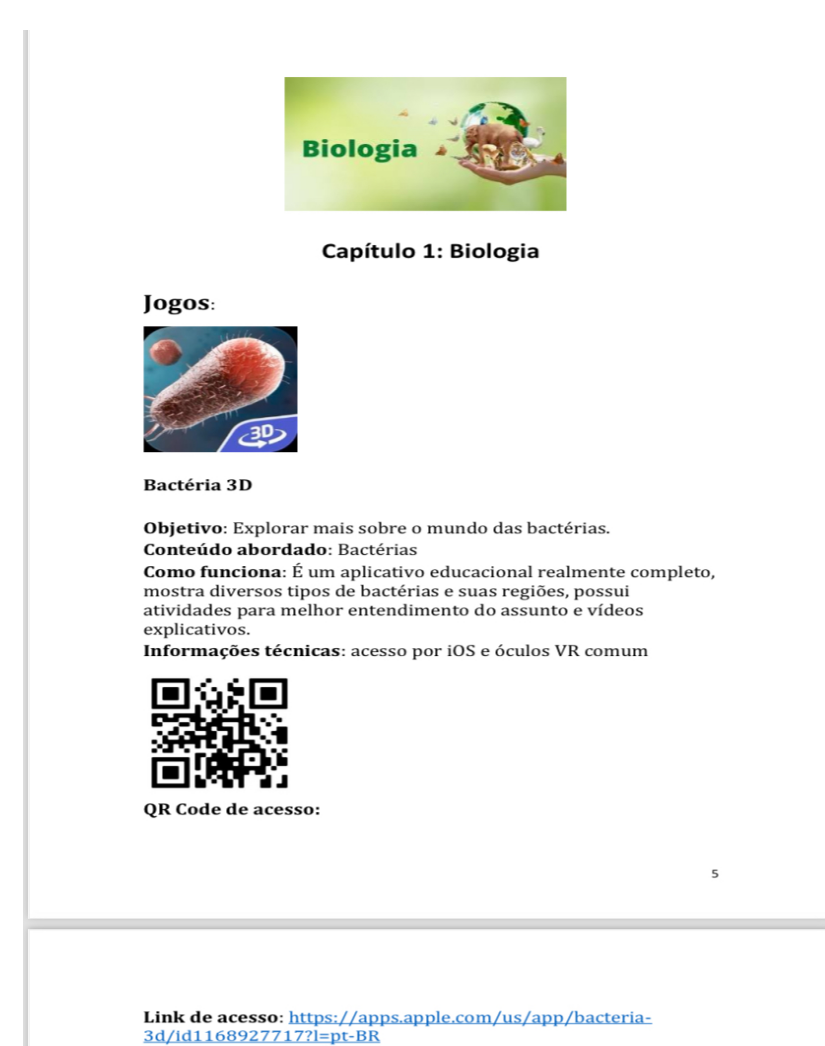 Biologia
Capítulo 1: Biologia
Jogos:
3D
Bactéria 3D
Objetivo: Explorar mais sobre o mundo das bactérias.
Conteúdo abordado: Bactérias
Como funciona: É um aplicativo educacional realmente completo,
mostra diversos tipos de bactérias e suas regiões, possui
atividades para melhor entendimento do assunto e vídeos
explicativos.
Informações técnicas: acesso por iOS e óculos VR comum
QR Code de acesso:
5
Link de acesso: https://apps.apple.com/us/app/bacteria-
3d/id1168927717?l=pt-BR